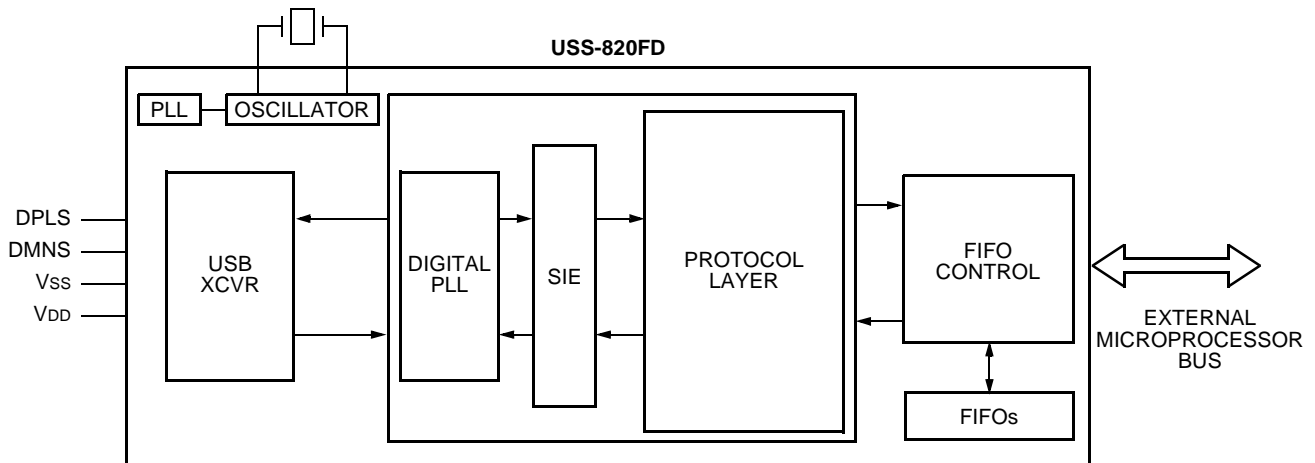 USS-820FD
PLL
OSCILLATOR
DPLS
DMNS
VSS
VDD
USB
XCVR
DIGITAL
PLL
SIE
PROTOCOL
LAYER
FIFO
CONTROL
FIFOs
EXTERNAL
MICROPROCESSOR
BUS